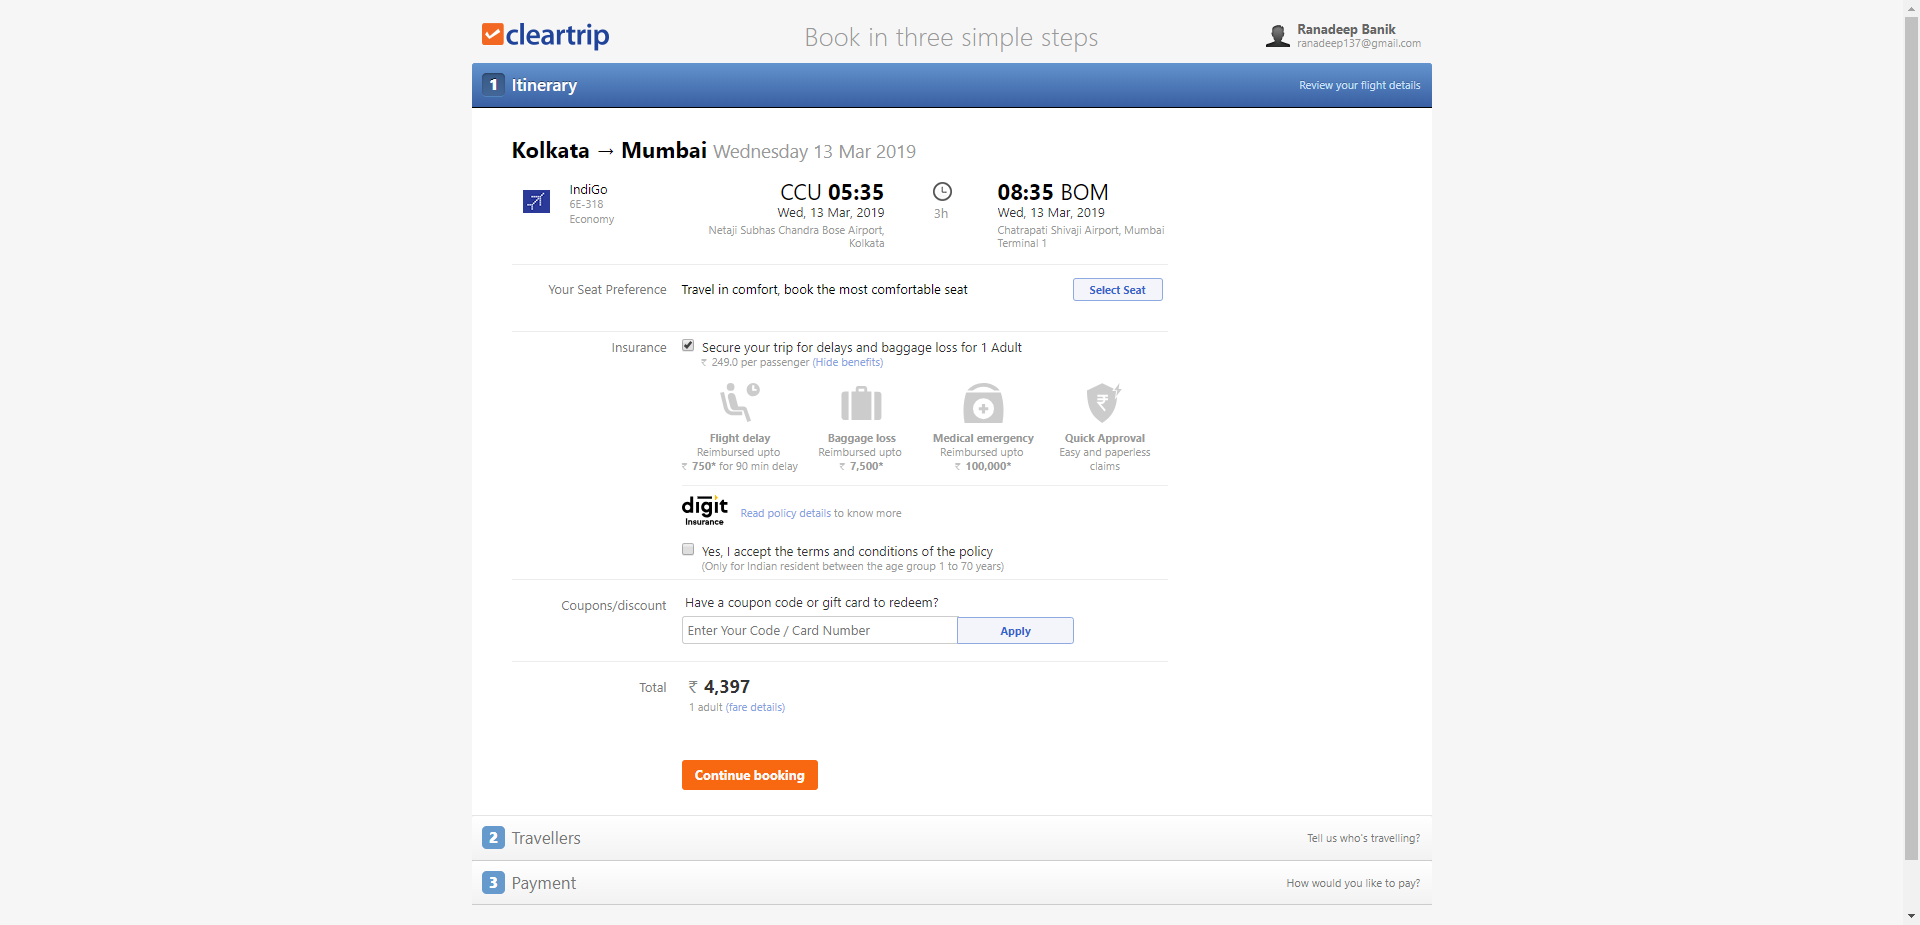 cleartrip
Book in three simple steps
Ranadeep Banik
ranadeep137@gmail.com
1 Itinerary
Review your flight details
Kolkata → Mumbai Wednesday 13 Mar 2019
IndiGo
6E-318
Economy
CCU 05:35
Wed, 13 Mar, 2019
Netaji Subhas Chandra Bose Airport,
Kolkata
3h
08:35 BOM
Wed, 13 Mar, 2019
Chatrapati Shivaji Airport, Mumbai
Terminal 1
Your Seat Preference
Travel in comfort, book the most comfortable seat
Select Seat
Insurance
Secure your trip for delays and baggage loss for 1 Adult
₹ 249.0 per passenger (Hide benefits)
Flight delay
Reimbursed upto
₹ 750* for 90 min delay
Baggage loss
Reimbursed upto
₹ 7,500*
Medical emergency
Reimbursed upto
₹ 100,000*
Quick Approval
Easy and paperless
claims
digit
Insurance
Read policy details to know more
Yes, I accept the terms and conditions of the policy
(Only for Indian resident between the age group 1 to 70 years)
Coupons/discount
Have a coupon code or gift card to redeem?
Enter Your Code / Card Number
Apply
Total
₹ 4,397
1 adult (fare details)
Continue booking
2 Travellers
Tell us who's travelling?
3 Payment
How would you like to pay?